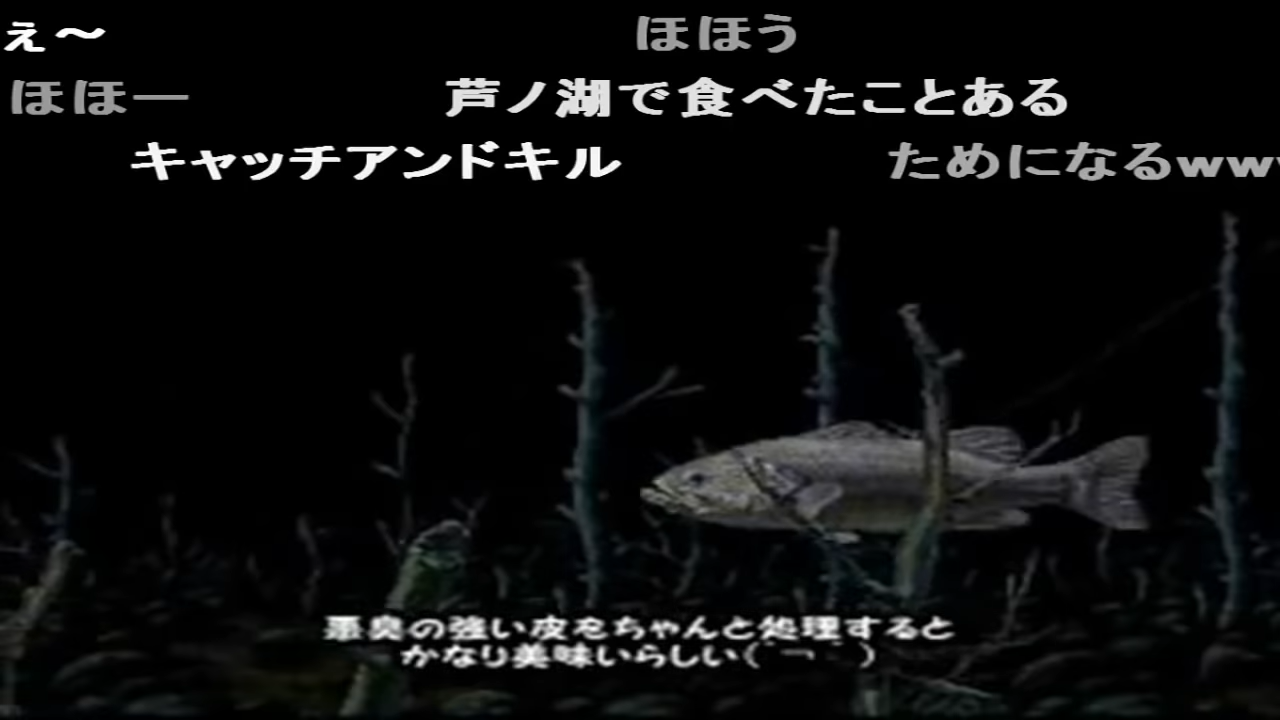 ぇ～
ほほう
ほほー
芦ノ湖で食べたことある
キャッチアンドキル
ためになるwww
悪臭の強い皮をちゃんと処理すると
かなり美味いらしい(´¬｀)